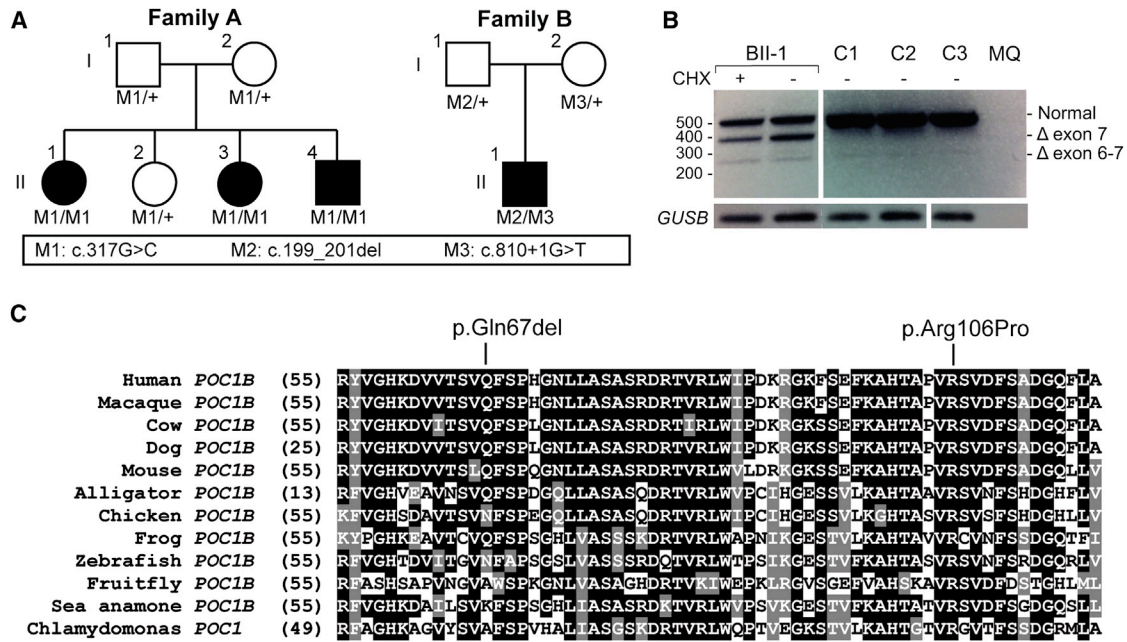 A
Family A
Family B
I
1
2
M1/+
M1/+
II
1
2
3
4
M1/M1
M1/+
M1/M1
M1/M1
I
1
2
M2/+
M3/+
II
1
M2/M3
M1: c.317G>C M2: c.199_201del M3: c.810+1G>T
B
BII-1 C1 C2 C3 MQ
CHX + - - - -
500 -
400 -
300 -
200 -
- Normal
- Δ exon 7
- Δ exon 6-7
GUSB
C
p.Gln67del p.Arg106Pro
Human POC1B (55) RYVGHKDVVTSVQFSPHGNLLASASRDRTVRLWIPDKRGKFSEFKAHTAPVRSVDFSADGQFLA
Macaque POC1B (55) RYVGHKDVVTSVQFSPHGNLLASASRDRTVRLWIPDKRGKFSEFKAHTAPVRSVDFSADGQFLA
Cow POC1B (55) RYVGHKDVITSVQFSPLGNLLASASRDRTIRLWIPDKRGKSSEFKAHTAPVRSVDFSADGQFLA
Dog POC1B (25) RYVGHKDVVTSVQFSPLGNLLASASRDRTVRLWIPDKRGKSSEFKAHTAPVRSVDFSADGQFLA
Mouse POC1B (55) RYVGHKDVVTSLQFSPQGNLLASASRDRTVRLWVLDRKGKSSEFKAHTAPVRSVDFSADGQLLV
Alligator POC1B (13) RFVGHVEAVNSVQFSPDGQLLASASQDRTVRLWVPCIHGESSVLKAHTAAVRSVNFSHDGHFLV
Chicken POC1B (55) KFVGHSDAVTSVNFSPEGQLLASASQDRTVRLWIPCIHGESSVLKGHTASVRSVSFSHDGHLLV
Frog POC1B (55) KYPGHKEAVTCVQFSPSGHLVASSSKDRTVRLWAPNIKGESTVLKAHTAVVRCVNFSSDGQTFI
Zebrafish POC1B (55) RFVGHTDVITGVNFAPSGSLVASSSRDQTVRLWTPSIKGESTVFKAHTASVRSVNFSRDGQRLV
Fruitfly POC1B (55) RFASHSAPVNGVAWSPKGNLVASAGHDRTVKIWEPKLRGVSGEFVAHSKAVRSVDFDSTGHLML
Sea anamone POC1B (55) RFVGHKDAILSVKFSPSGHLIASASRDKTVRLWVPSVKGESTVFKAHTATVRSVDFSGDGQSLL
Chlamydomonas POC1 (49) RFAGHKAGVYSVAFSPVHALIASGSKDRTVRLWQPTVEGKSTVLKAHTGTVRGVTFSSDGRMLA